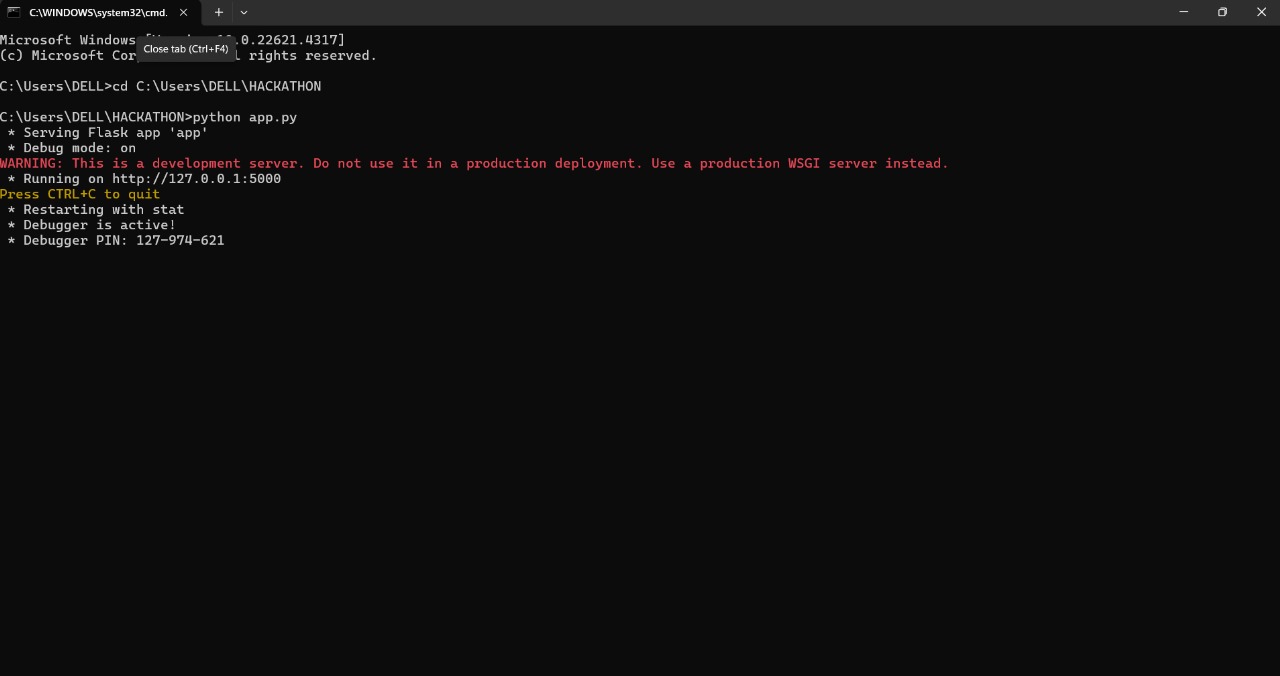 C:\WINDOWS\system32\cmd.
Microsoft Windows 0.22621.4317]
Close tab (Ctrl+F4)
(c) Microsoft rights reserved.
C:\Users\DELL>cd C:\Users\DELL\HACKATHON
C:\Users\DELL\HACKATHON>python app.py
* Serving Flask app 'app'
* Debug mode: on
WARNING: This is a development server. Do not use it in a production deployment. Use a production WSGI server instead.
* Running on http://127.0.0.1:5000
Press CTRL+C to quit
* Restarting with stat
* Debugger is active!
* Debugger PIN: 127-974-621